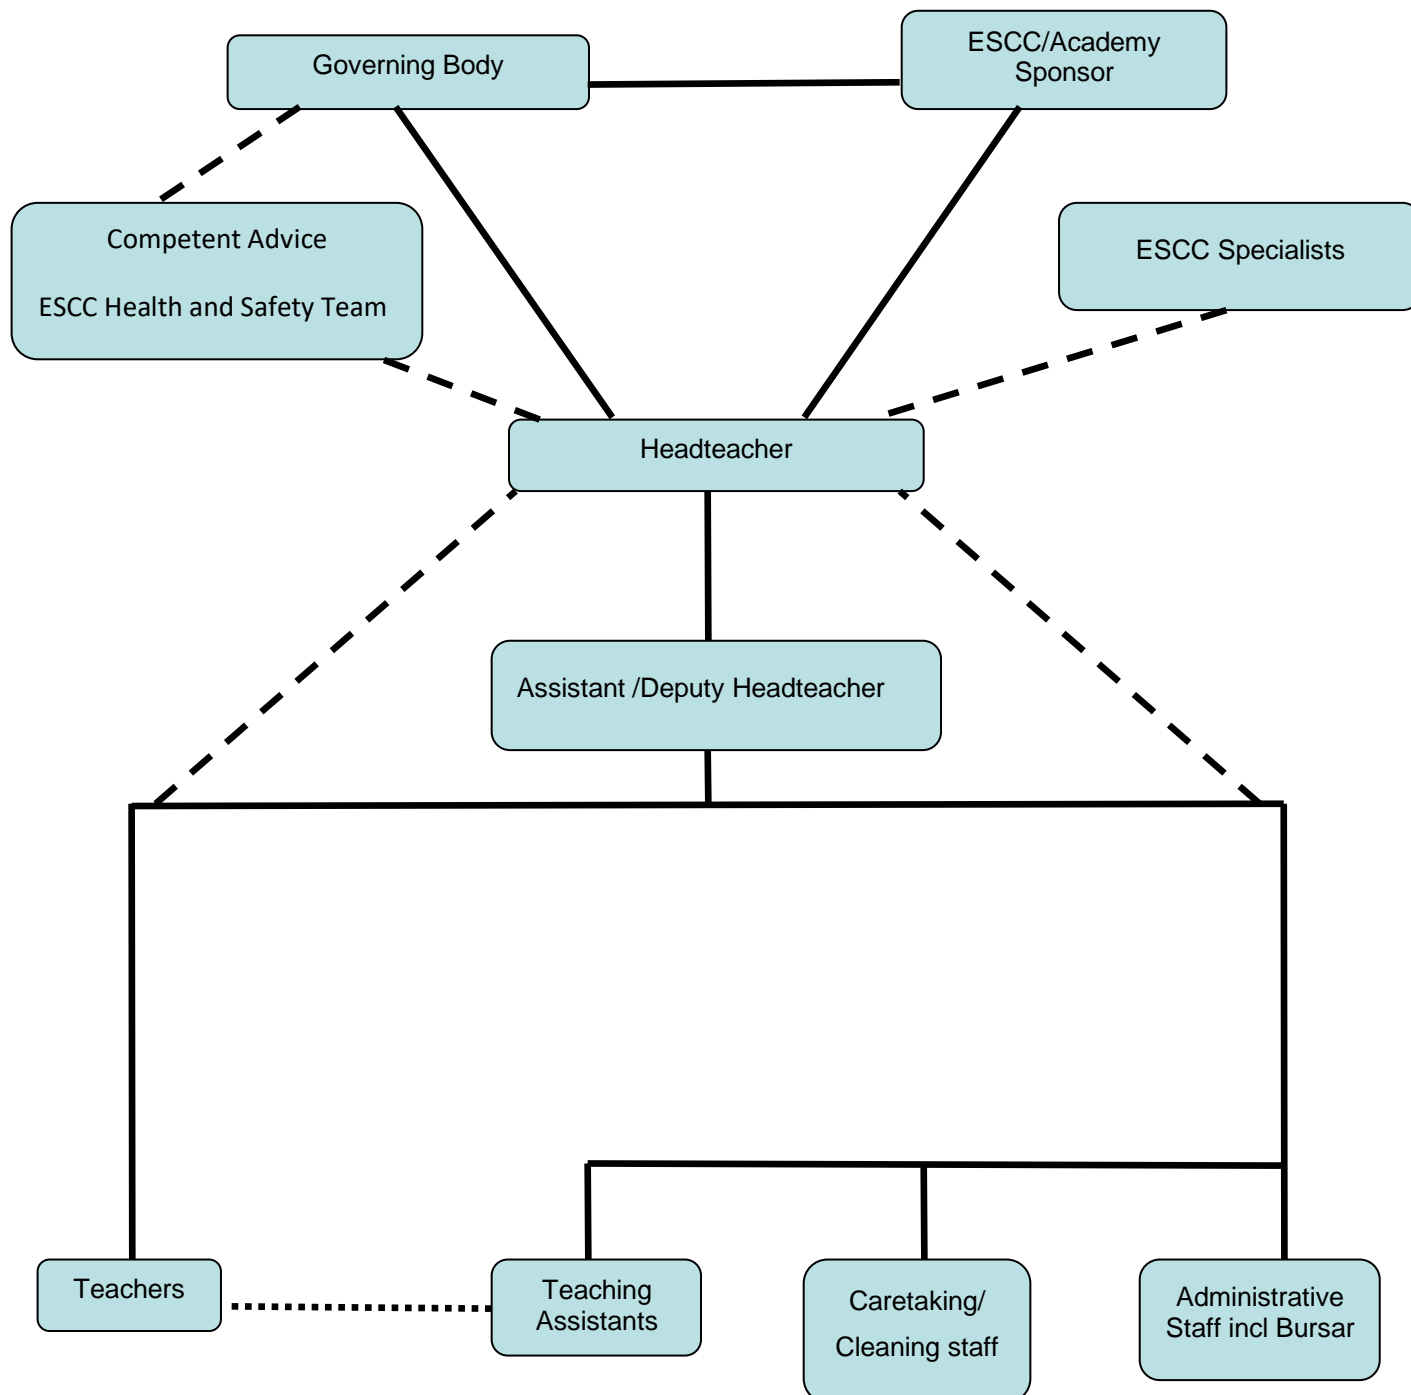 Governing Body
ESCC/Academy
Sponsor
Competent Advice
ESCC Health and Safety Team
ESCC Specialists
Headteacher
Assistant /Deputy Headteacher
Teachers
Teaching
Assistants
Caretaking/
Cleaning staff
Administrative
Staff incl Bursar